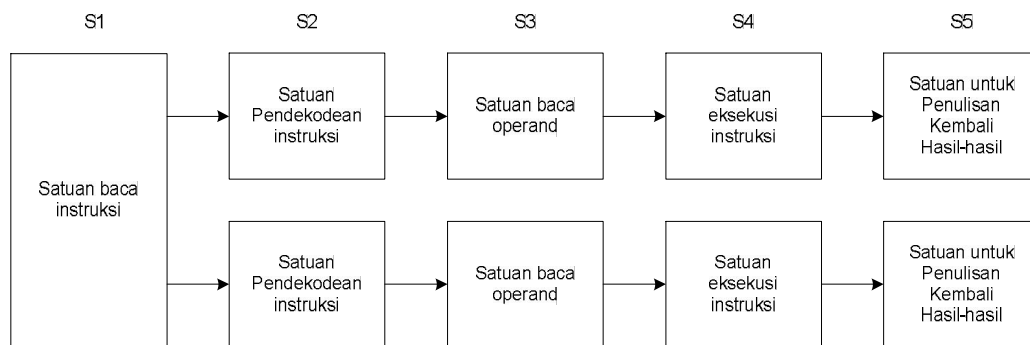 S1 S2 S3 S4 S5
Satuan baca
instruksi
Satuan
Pendekodean
instruksi
Satuan baca
operand
Satuan
eksekusi
instruksi
Satuan untuk
Penulisan
Kembali
Hasil-hasil
Satuan
Pendekodean
instruksi
Satuan baca
operand
Satuan
eksekusi
instruksi
Satuan untuk
Penulisan
Kembali
Hasil-hasil